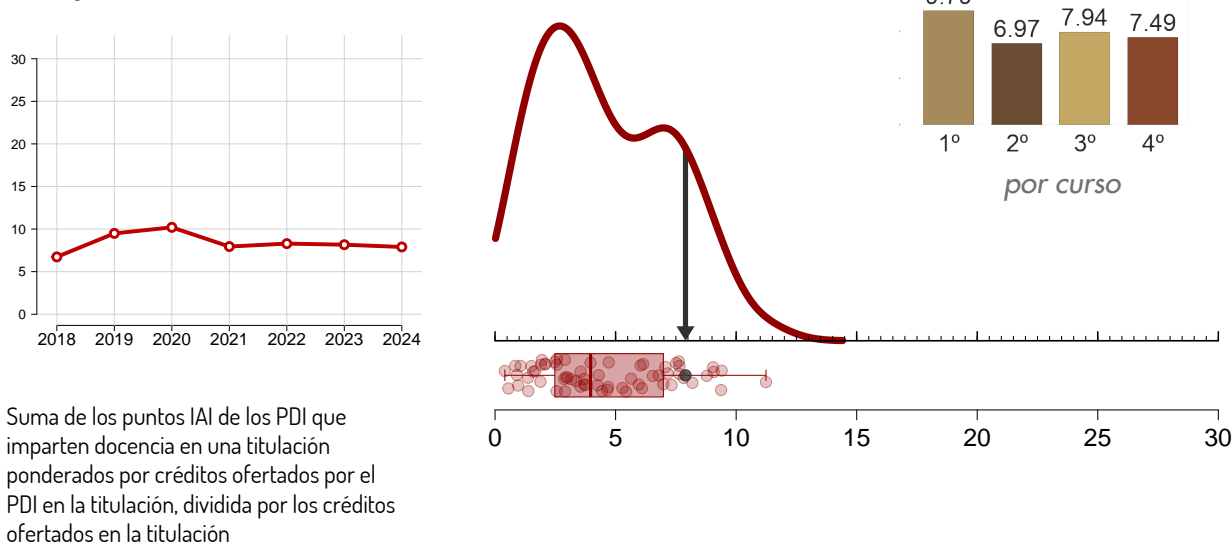 6.97
7.94
7.49
1º
2º
3º
4º
por curso
30
25
20
15
10
5
0
2018
2019
2020
2021
2022
2023
2024
0
5
10
15
20
25
30
Suma de los puntos IAI de los PDI que
imparten docencia en una titulación
ponderados por créditos ofertados por el
PDI en la titulación, dividida por los créditos
ofertados en la titulación